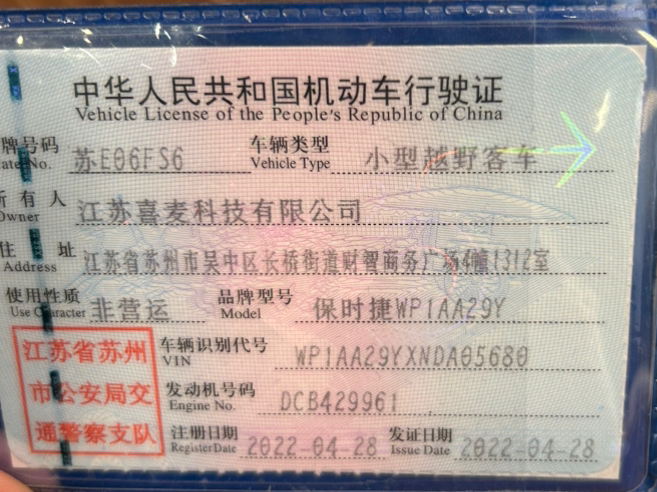 中华人民共和国机动车行驶证
Vehicle License of the People's Republic of China
牌号码 苏E06FS6 车辆类型 小型越野客车
ate No. Vehicle Type
所有人 江苏喜麦科技有限公司
Owner
住址 江苏省苏州市吴中区长桥街道财智商务广场4幢1312室
Address
使用性质 非营运 品牌型号 保时捷WP1AA29Y
Use Character Model
江苏省苏州 车辆识别代号 WP1AA29YXNDA05680
VIN
市公安局交 发动机号码 DCB429961
Engine No.
通警察支队 注册日期 2022-04-28 发证日期 2022-04-28
Register Date Issue Date